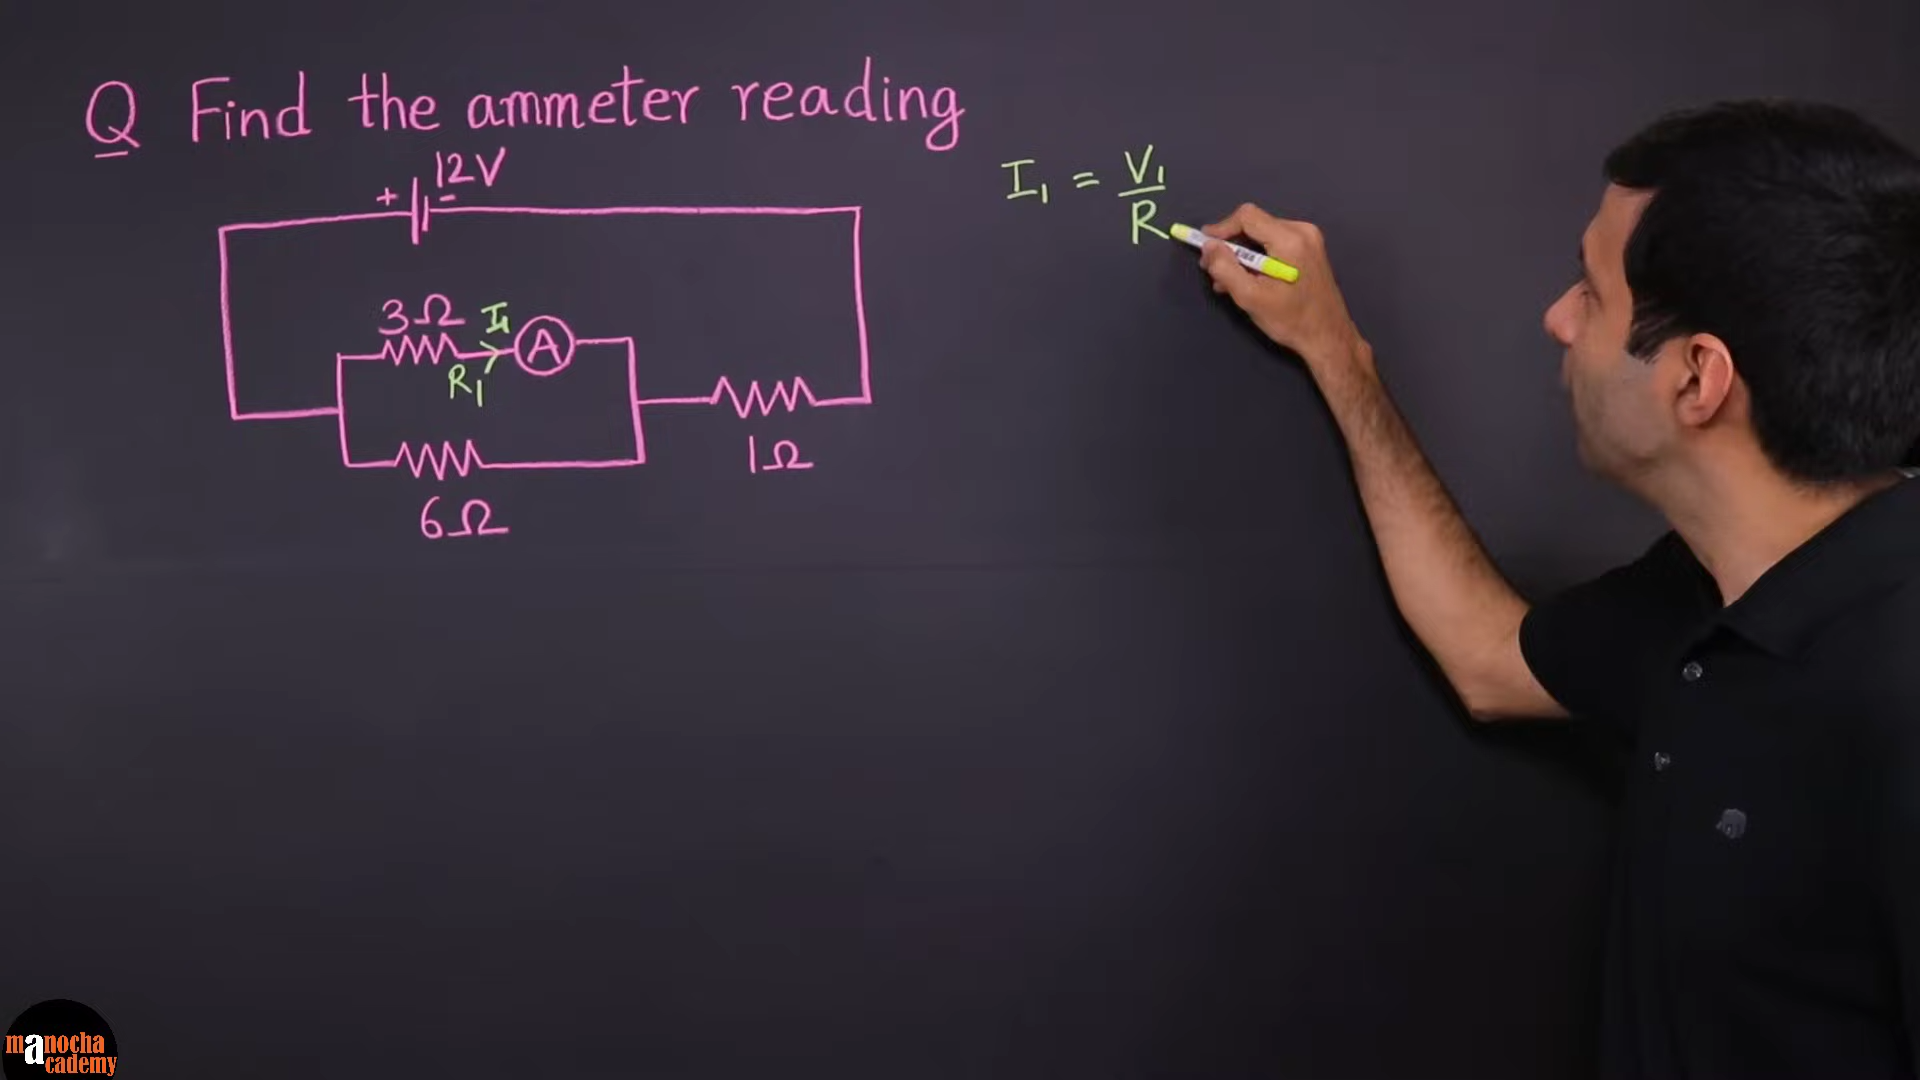 Q Find the ammeter reading
+ 12V
I₁ = V₁
R
3Ω I₁
A
R₁
1Ω
6Ω
manocha
academy